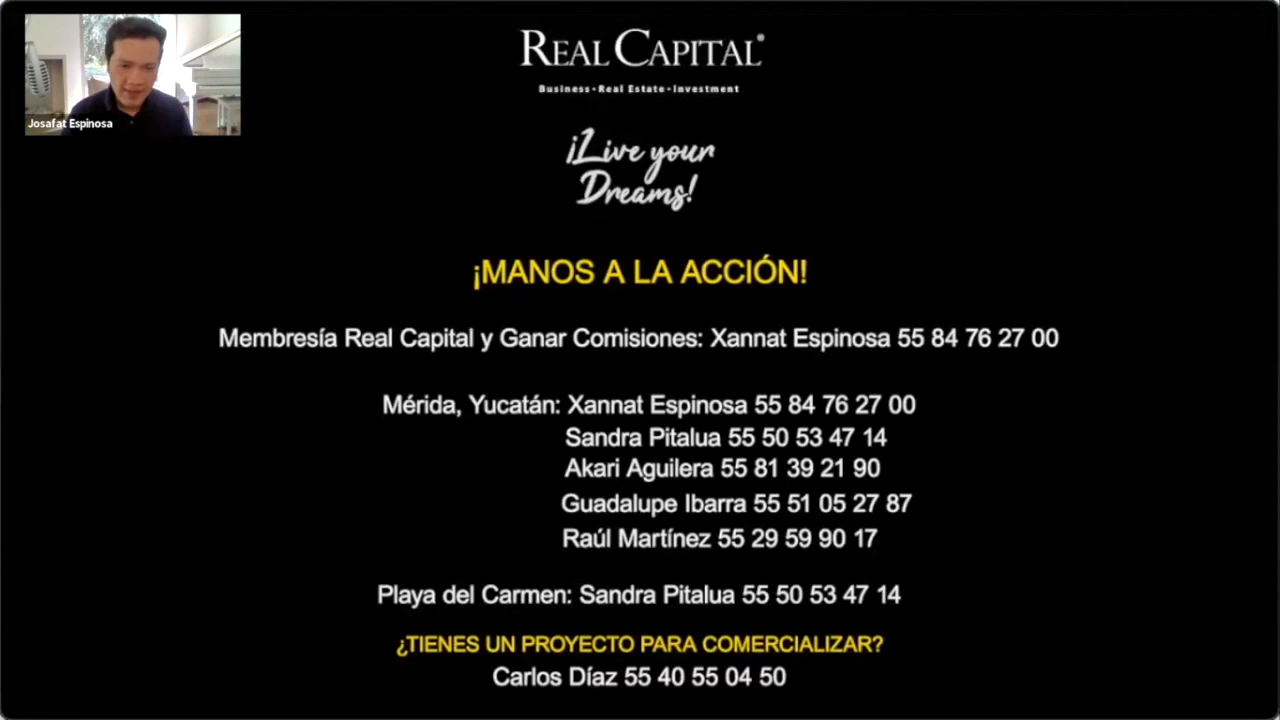 Josafat Espinosa
REAL CAPITAL®
Business•Real Estate•Investment
¡Live your
Dreams!
¡MANOS A LA ACCIÓN!
Membresía Real Capital y Ganar Comisiones: Xannat Espinosa 55 84 76 27 00
Mérida, Yucatán: Xannat Espinosa 55 84 76 27 00
Sandra Pitalua 55 50 53 47 14
Akari Aguilera 55 81 39 21 90
Guadalupe Ibarra 55 51 05 27 87
Raúl Martínez 55 29 59 90 17
Playa del Carmen: Sandra Pitalua 55 50 53 47 14
¿TIENES UN PROYECTO PARA COMERCIALIZAR?
Carlos Díaz 55 40 55 04 50